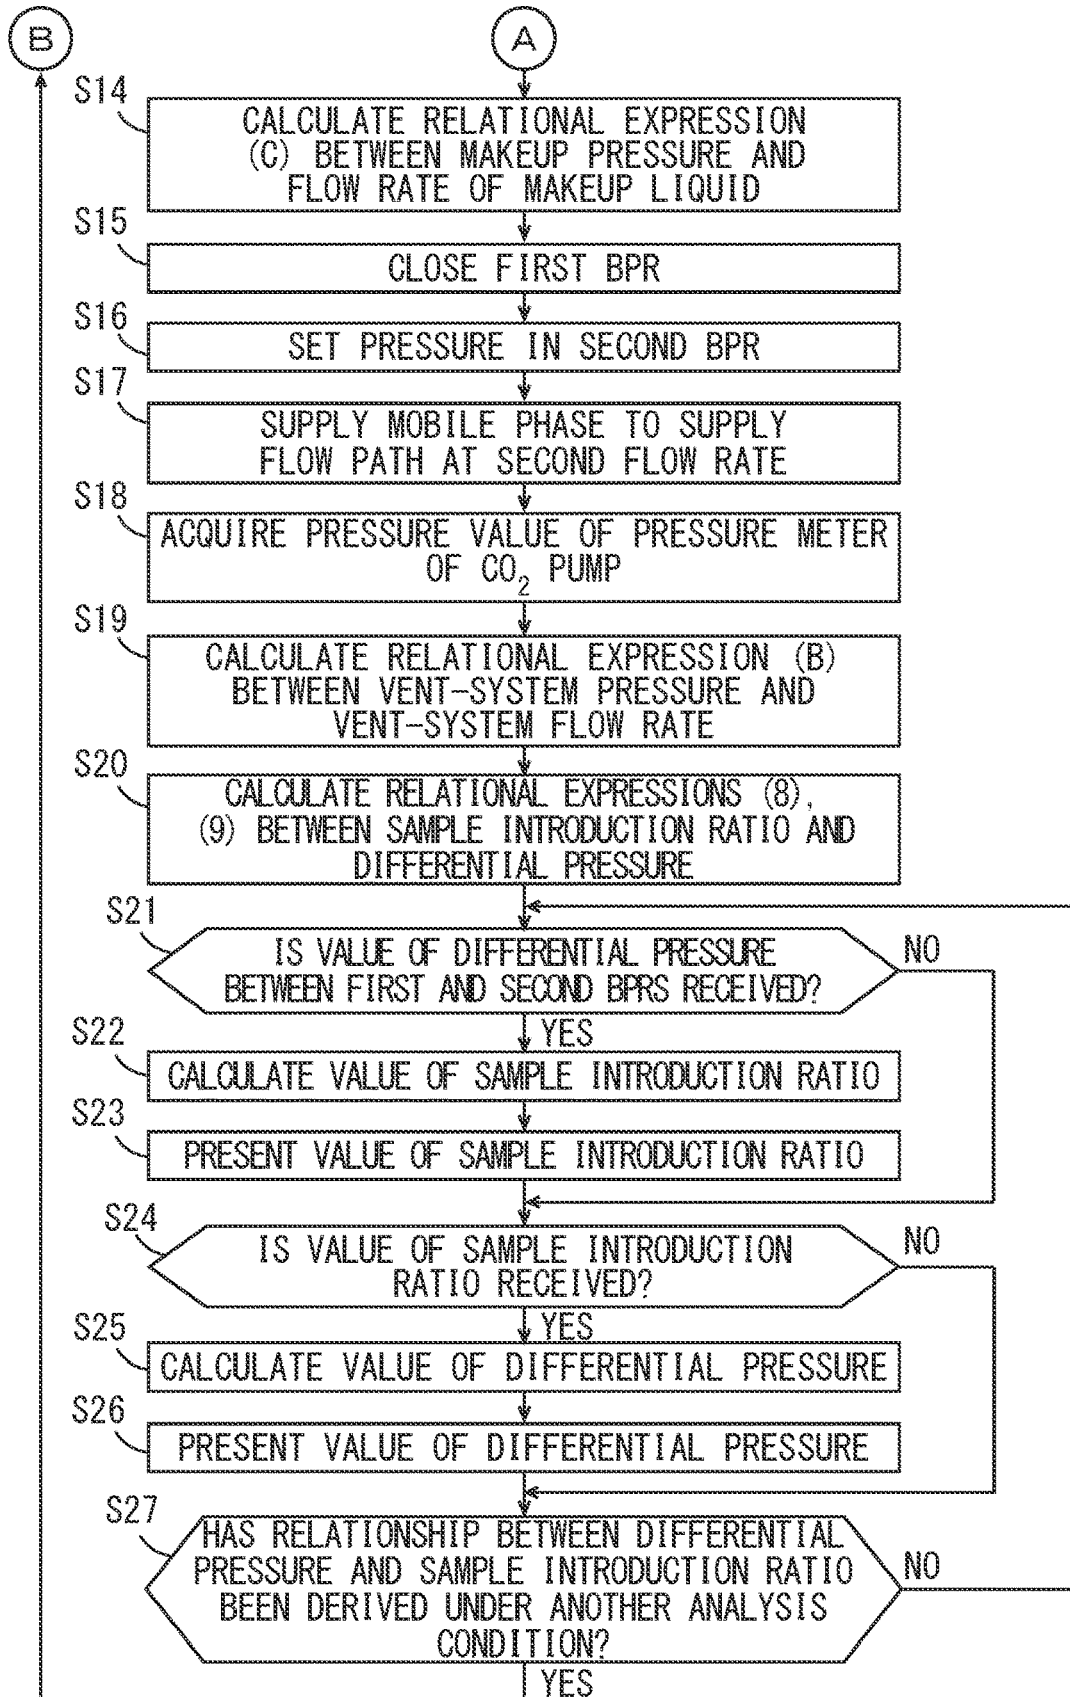 B
A
S14
CALCULATE RELATIONAL EXPRESSION
(C) BETWEEN MAKEUP PRESSURE AND
FLOW RATE OF MAKEUP LIQUID
S15
CLOSE FIRST BPR
S16
SET PRESSURE IN SECOND BPR
S17
SUPPLY MOBILE PHASE TO SUPPLY
FLOW PATH AT SECOND FLOW RATE
S18
ACQUIRE PRESSURE VALUE OF PRESSURE METER
OF CO₂ PUMP
S19
CALCULATE RELATIONAL EXPRESSION (B)
BETWEEN VENT-SYSTEM PRESSURE AND
VENT-SYSTEM FLOW RATE
S20
CALCULATE RELATIONAL EXPRESSIONS (8),
(9) BETWEEN SAMPLE INTRODUCTION RATIO AND
DIFFERENTIAL PRESSURE
S21
IS VALUE OF DIFFERENTIAL PRESSURE
BETWEEN FIRST AND SECOND BPRS RECEIVED?
NO
YES
S22
CALCULATE VALUE OF SAMPLE INTRODUCTION RATIO
S23
PRESENT VALUE OF SAMPLE INTRODUCTION RATIO
S24
IS VALUE OF SAMPLE INTRODUCTION
RATIO RECEIVED?
NO
YES
S25
CALCULATE VALUE OF DIFFERENTIAL PRESSURE
S26
PRESENT VALUE OF DIFFERENTIAL PRESSURE
S27
HAS RELATIONSHIP BETWEEN DIFFERENTIAL
PRESSURE AND SAMPLE INTRODUCTION RATIO
BEEN DERIVED UNDER ANOTHER ANALYSIS
CONDITION?
NO
YES